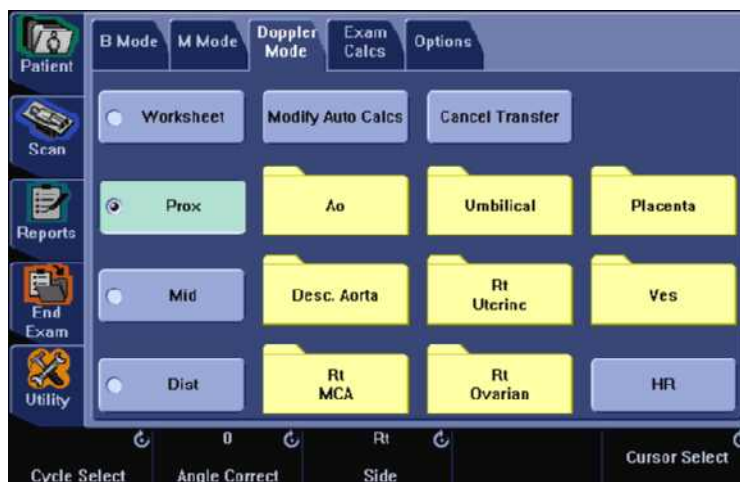 Patient
B Mode
M Mode
Doppler
Mode
Exam
Calcs
Options
Scan
Worksheet
Modify Auto Calcs
Cancel Transfer
Reports
Prox
Ao
Umbilical
Placenta
End
Exam
Mid
Desc. Aorta
Rt
Uterine
Ves
Utility
Dist
Rt
MCA
Rt
Ovarian
HR
Cycle Select
0
Angle Correct
Rt
Side
Cursor Select